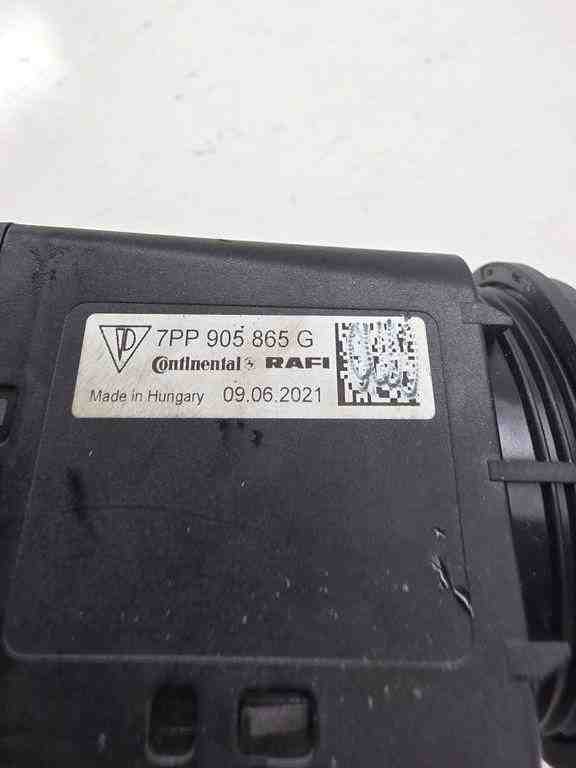 7PP 905 865 G
Continental RAFI
Made in Hungary 09.06.2021